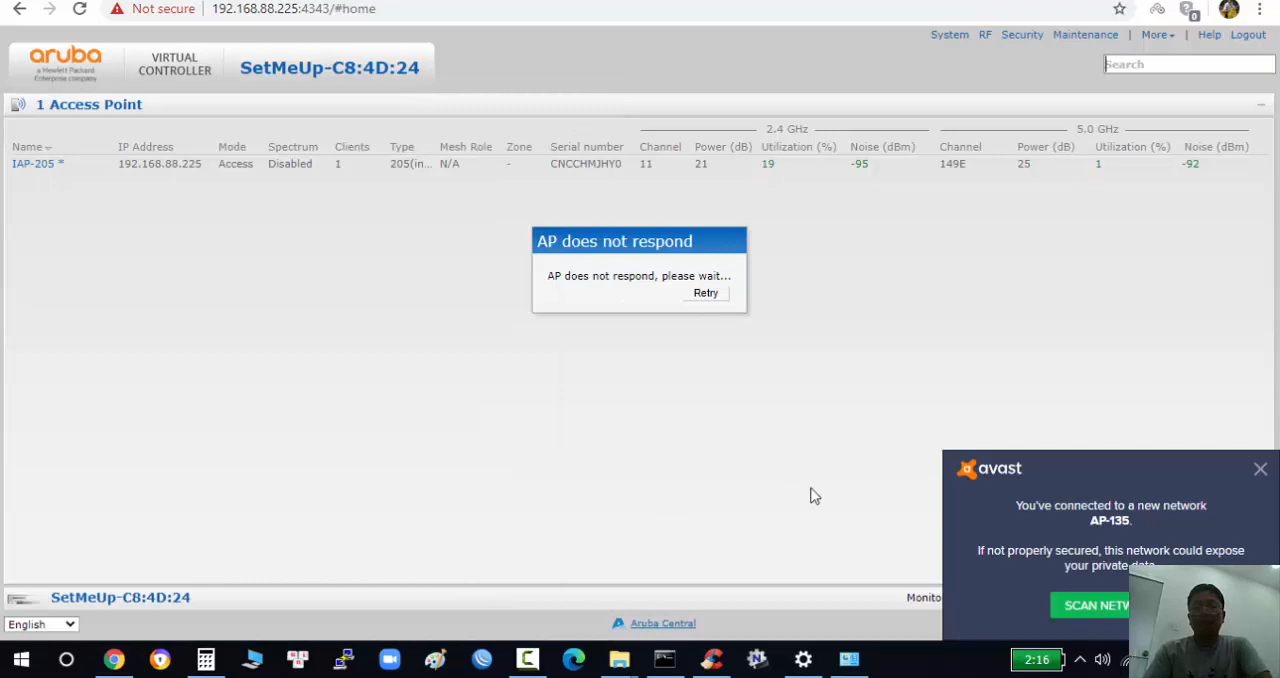 Not secure 192.168.88.225:4343/#home
System RF Security Maintenance | More | Help Logout
aruba
a Hewlett Packard
Enterprise company
VIRTUAL
CONTROLLER
SetMeUp-C8:4D:24
Search
1 Access Point
2.4 GHz 5.0 GHz
Name IP Address Mode Spectrum Clients Type Mesh Role Zone Serial number Channel Power (dB) Utilization (%) Noise (dBm) Channel Power (dB) Utilization (%) Noise (dBm)
IAP-205 * 192.168.88.225 Access Disabled 1 205(in... N/A - CNCCHMJHY0 11 21 19 -95 149E 25 1 -92
AP does not respond
AP does not respond, please wait...
Retry
avast
You've connected to a new network
AP-135.
If not properly secured, this network could expose
your private data.
SCAN NETW
SetMeUp-C8:4D:24
Monito
English
Aruba Central
2:16